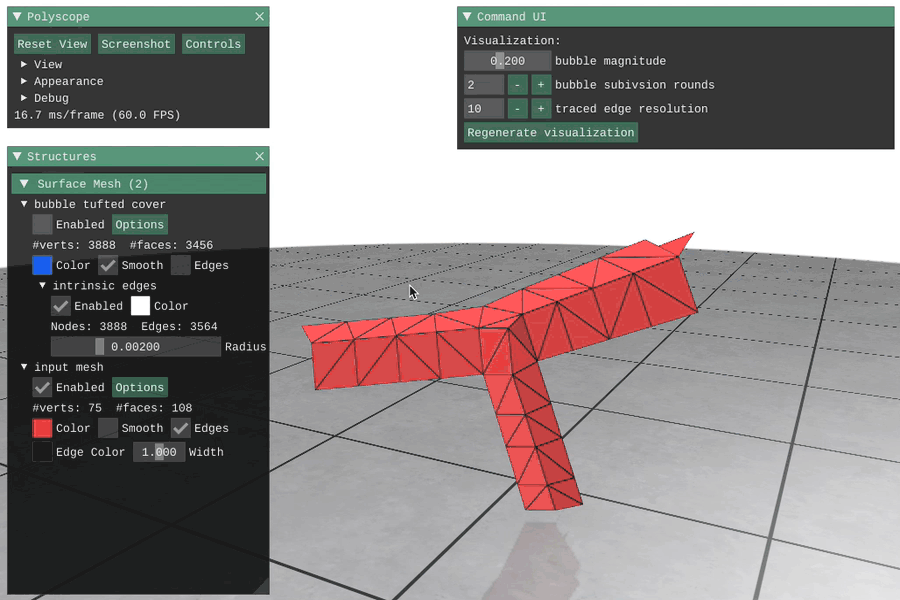 Polyscope
Reset View Screenshot Controls
View
Appearance
Debug
16.7 ms/frame (60.0 FPS)
Structures
Surface Mesh (2)
bubble tufted cover
Enabled Options
#verts: 3888 #faces: 3456
Color Smooth Edges
intrinsic edges
Enabled Color
Nodes: 3888 Edges: 3564
0.00200 Radius
input mesh
Enabled Options
#verts: 75 #faces: 108
Color Smooth Edges
Edge Color 1.000 Width
Command UI
Visualization:
0.200 bubble magnitude
2 - + bubble subivsion rounds
10 - + traced edge resolution
Regenerate visualization